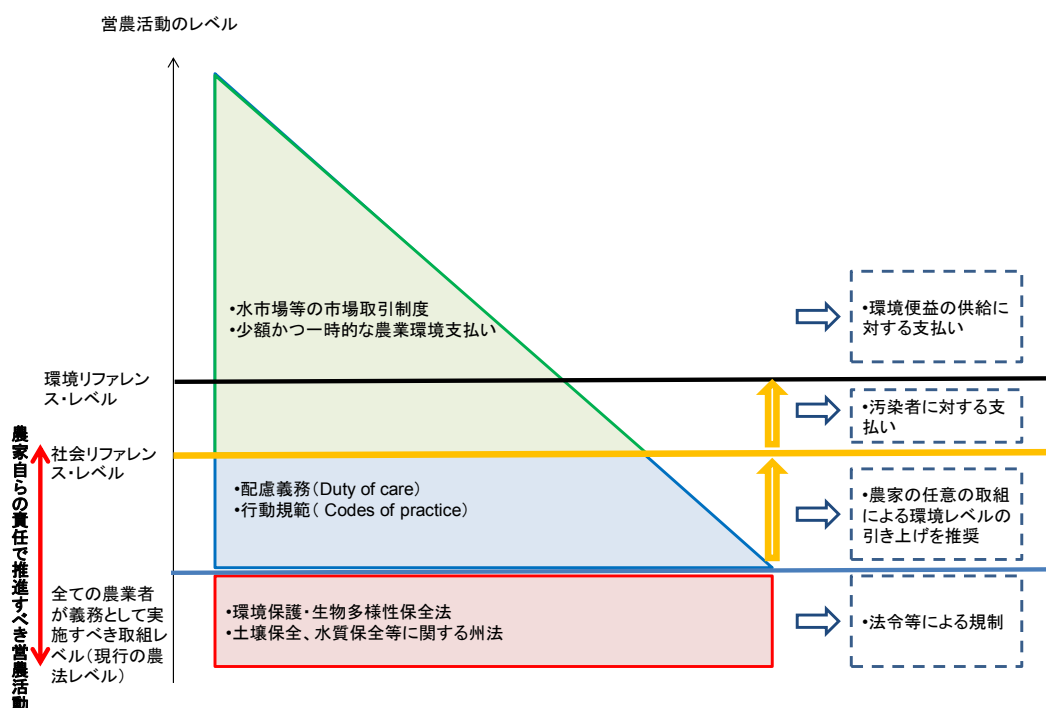 営農活動のレベル
・水市場等の市場取引制度
・少額かつ一時的な農業環境支払い
・環境便益の供給に
対する支払い
環境リファレン
ス・レベル
・汚染者に対する支
払い
農家自らの責任で推進すべき営農活動
社会リファレン
ス・レベル
・配慮義務（Duty of care）
・行動規範（ Codes of practice）
・農家の任意の取組
による環境レベルの
引き上げを推奨
全ての農業者
が義務として実
施すべき取組レ
ベル（現行の農
法レベル）
・環境保護・生物多様性保全法
・土壌保全、水質保全等に関する州法
・法令等による規制